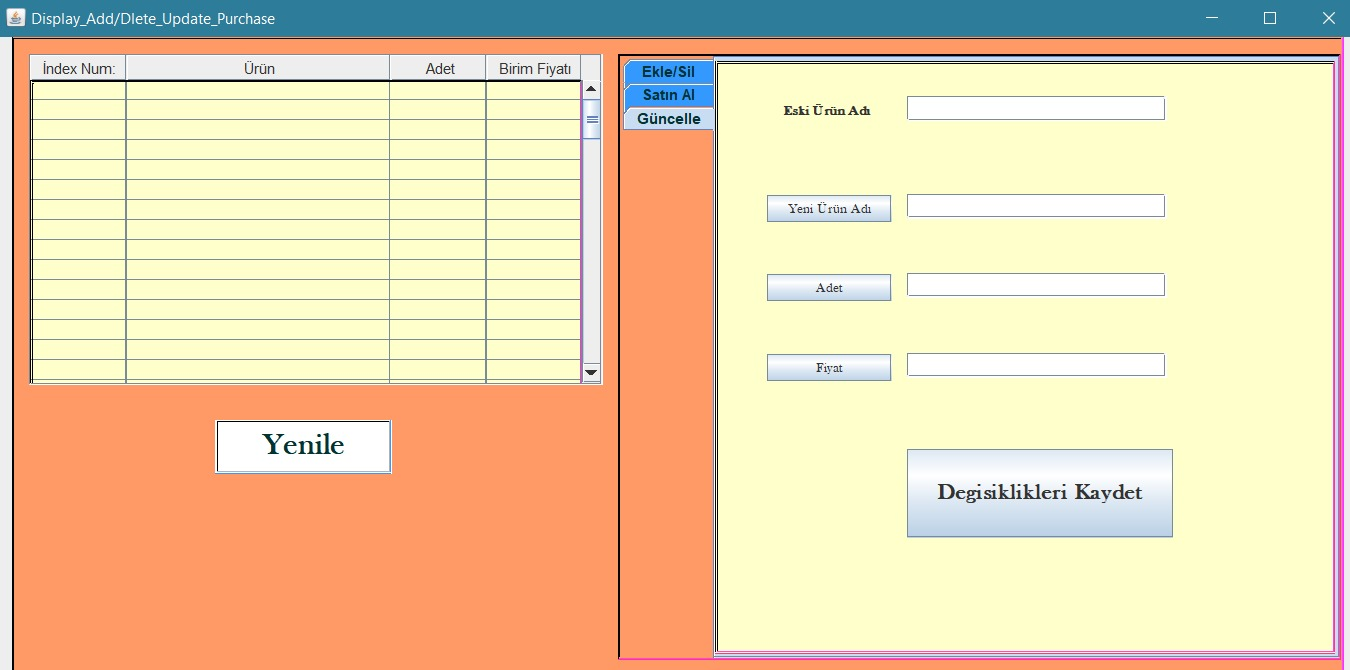 Display_Add/Dlete_Update_Purchase
İndex Num: Ürün Adet Birim Fiyatı
Ekle/Sil
Satın Al
Güncelle
Eski Ürün Adı
Yeni Ürün Adı
Adet
Fiyat
Yenile
Degisiklikleri Kaydet